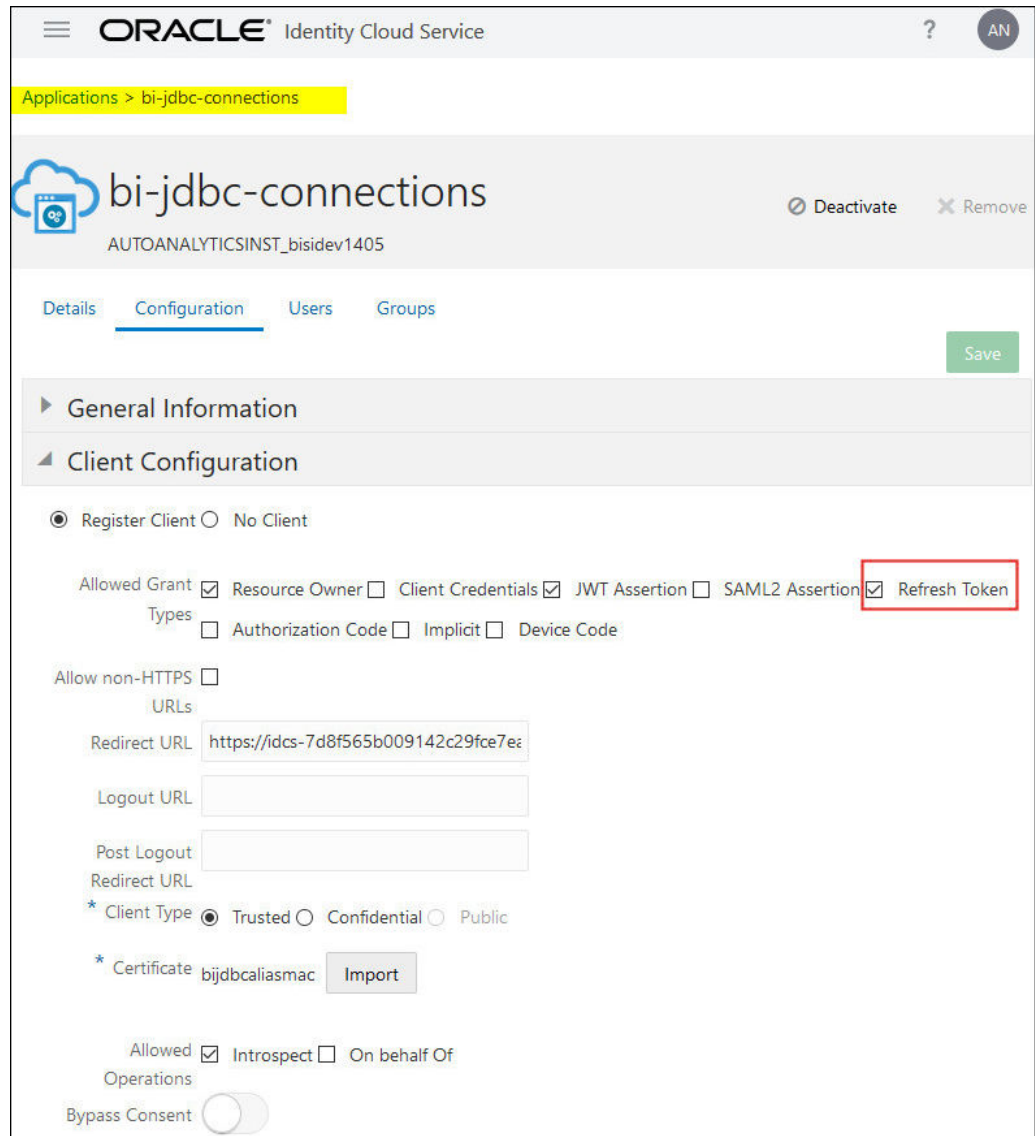 ORACLE® Identity Cloud Service ? AN
Applications > bi-jdbc-connections
bi-jdbc-connections
Deactivate Remove
AUTOANALYTICSINST_bisidev1405
Details Configuration Users Groups
Save
General Information
Client Configuration
Register Client No Client
Allowed Grant Types Resource Owner Client Credentials JWT Assertion SAML2 Assertion Refresh Token
Authorization Code Implicit Device Code
Allow non-HTTPS URLs
Redirect URL https://idcs-7d8f565b009142c29fce7ea
Logout URL
Post Logout Redirect URL
* Client Type Trusted Confidential Public
* Certificate bijdbcaliasmac Import
Allowed Operations Introspect On behalf Of
Bypass Consent